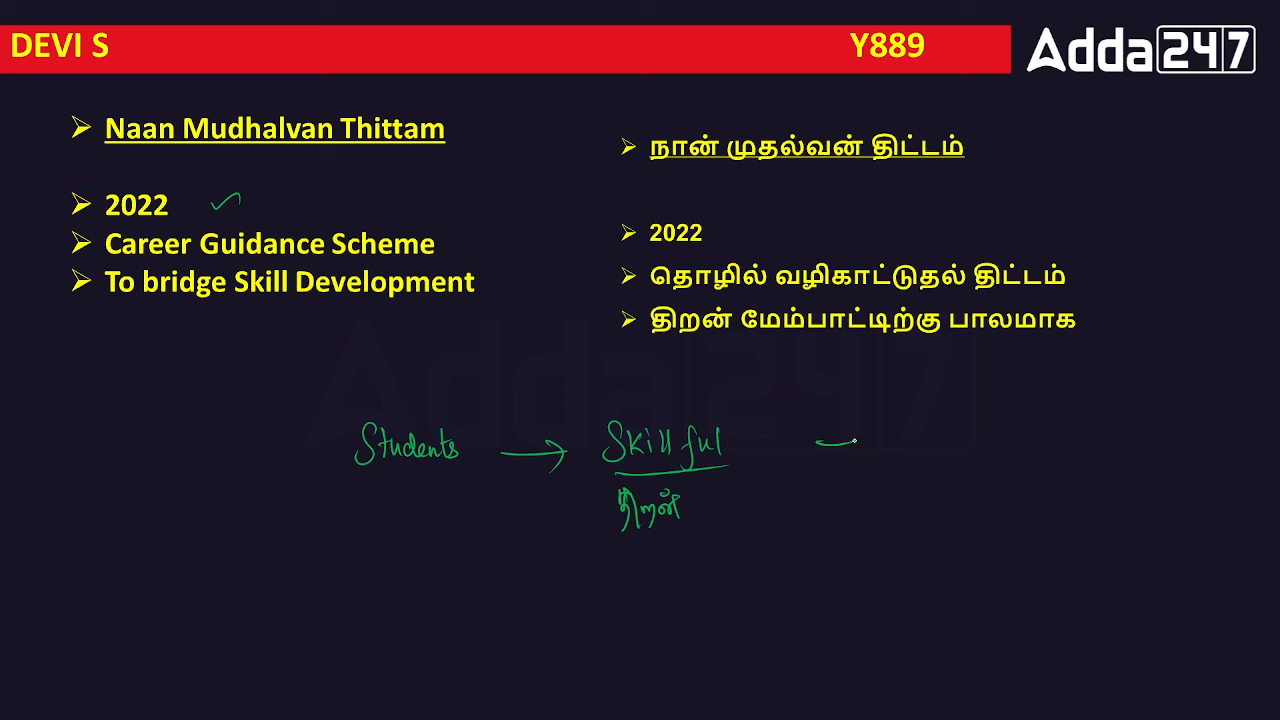 DEVI S
Y889
Adda247
Naan Mudhalvan Thittam
2022
Career Guidance Scheme
To bridge Skill Development
நான் முதல்வன் திட்டம்
2022
தொழில் வழிகாட்டுதல் திட்டம்
திறன் மேம்பாட்டிற்கு பாலமாக
Adda247
Students → Skillful
திறன்